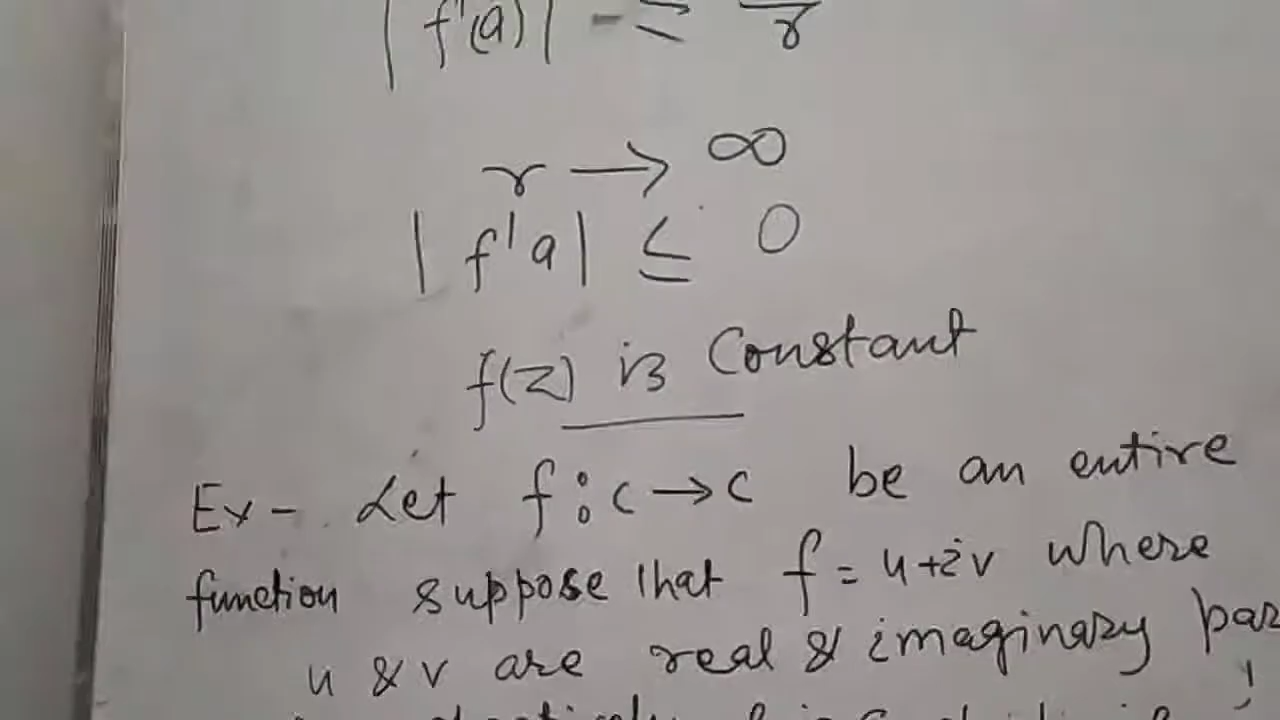 |f'(a)| ≤ —/r
r → ∞
|f'a| ≤ 0
f(z) is Constant
Ex - Let f : c → c be an entire
function suppose that f = u+iv where
u & v are real & imaginary par